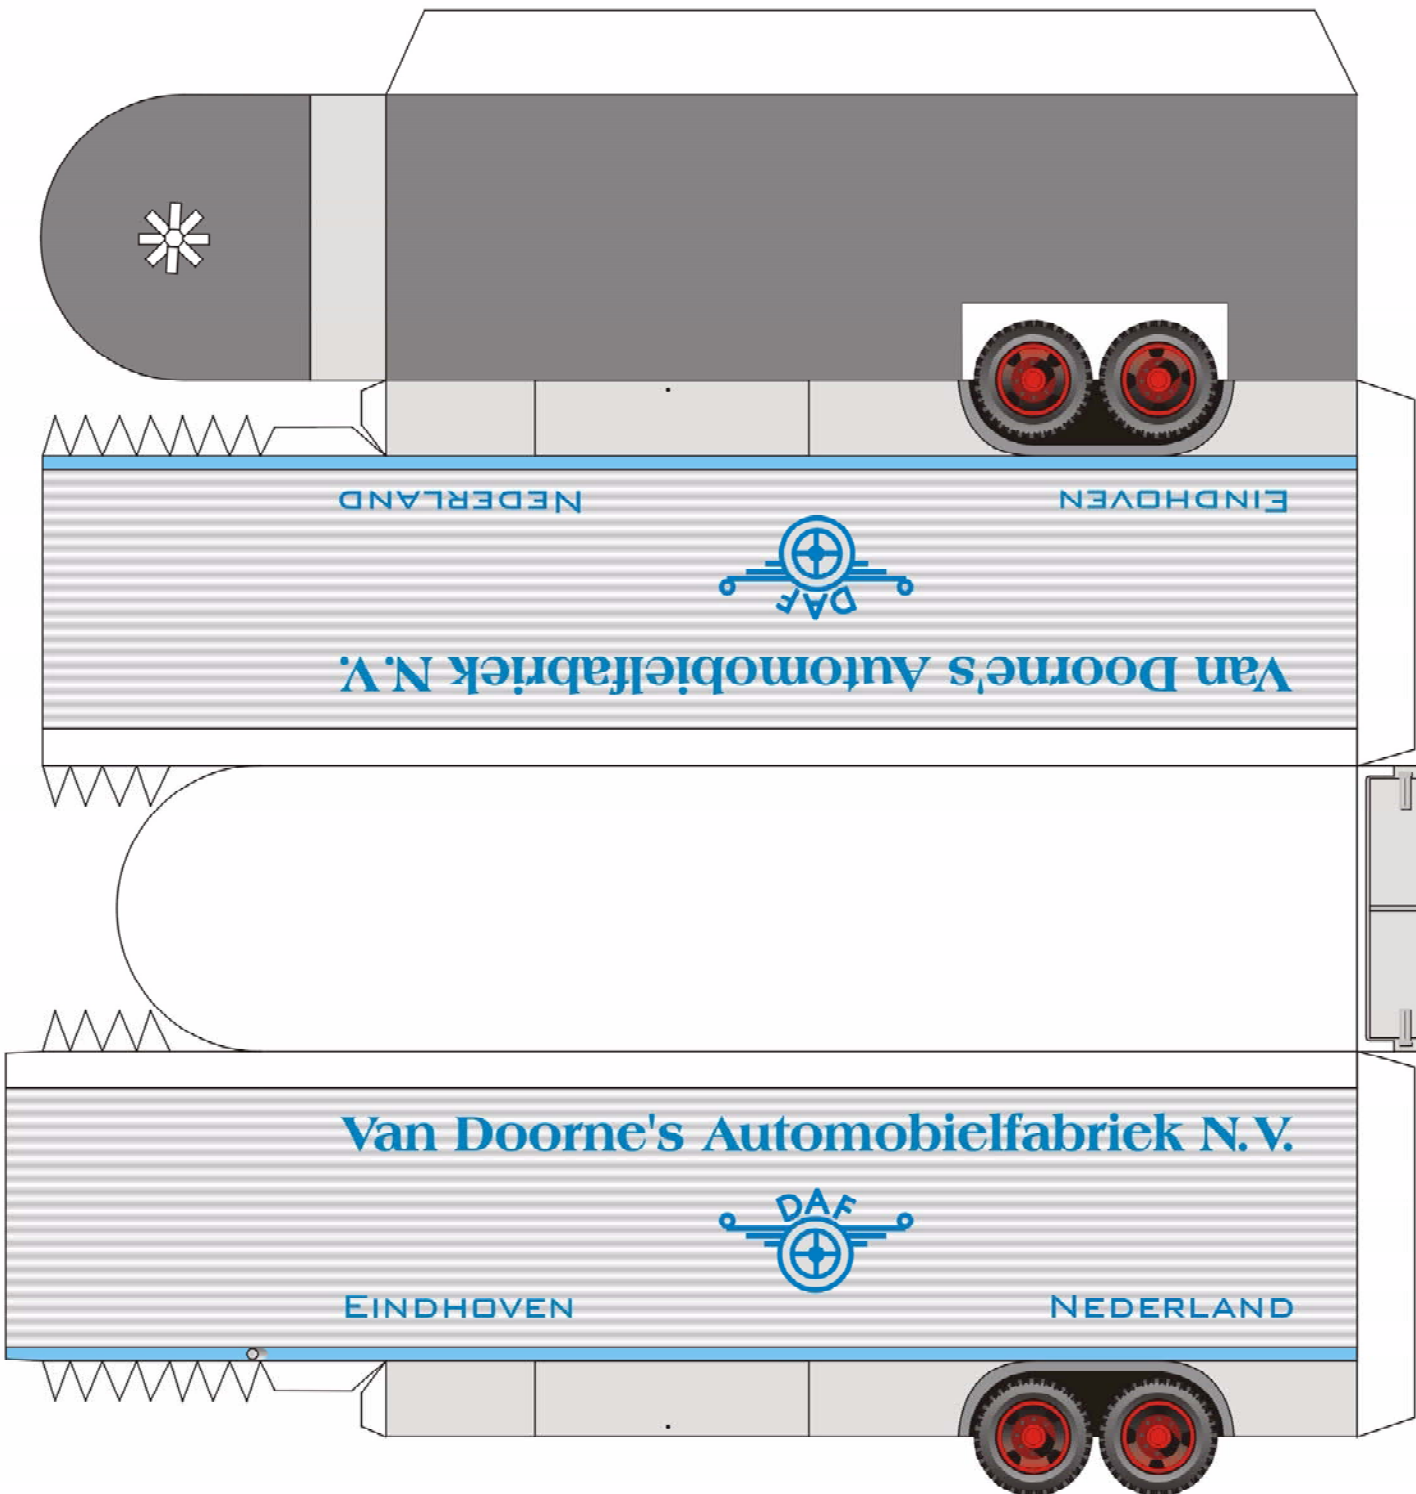 NEDERLAND EINDHOVEN
DAF
Van Doorne's Automobielfabriek N.V.
Van Doorne's Automobielfabriek N.V.
DAF
EINDHOVEN NEDERLAND